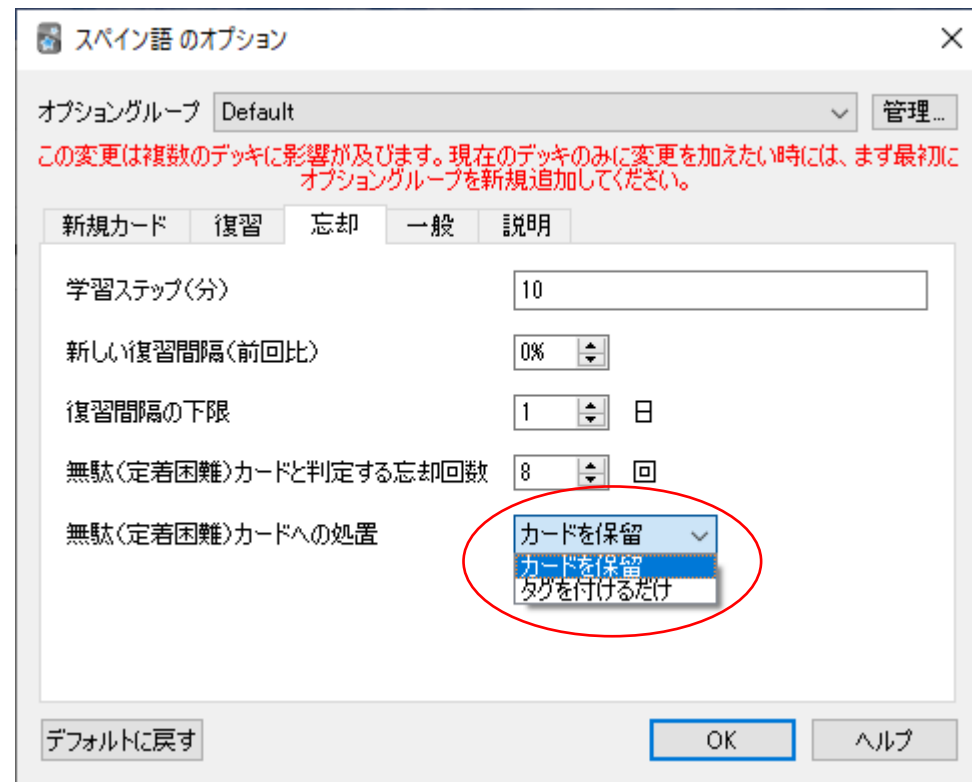 スペイン語 のオプション
オプショングループ Default 管理...
この変更は複数のデッキに影響が及びます。現在のデッキのみに変更を加えたい時には、まず最初に
オプショングループを新規追加してください。
新規カード 復習 忘却 一般 説明
学習ステップ(分) 10
新しい復習間隔(前回比) 0%
復習間隔の下限 1 日
無駄(定着困難)カードと判定する忘却回数 8 回
無駄(定着困難)カードへの処置 カードを保留
カードを保留
タグを付けるだけ
デフォルトに戻す OK ヘルプ